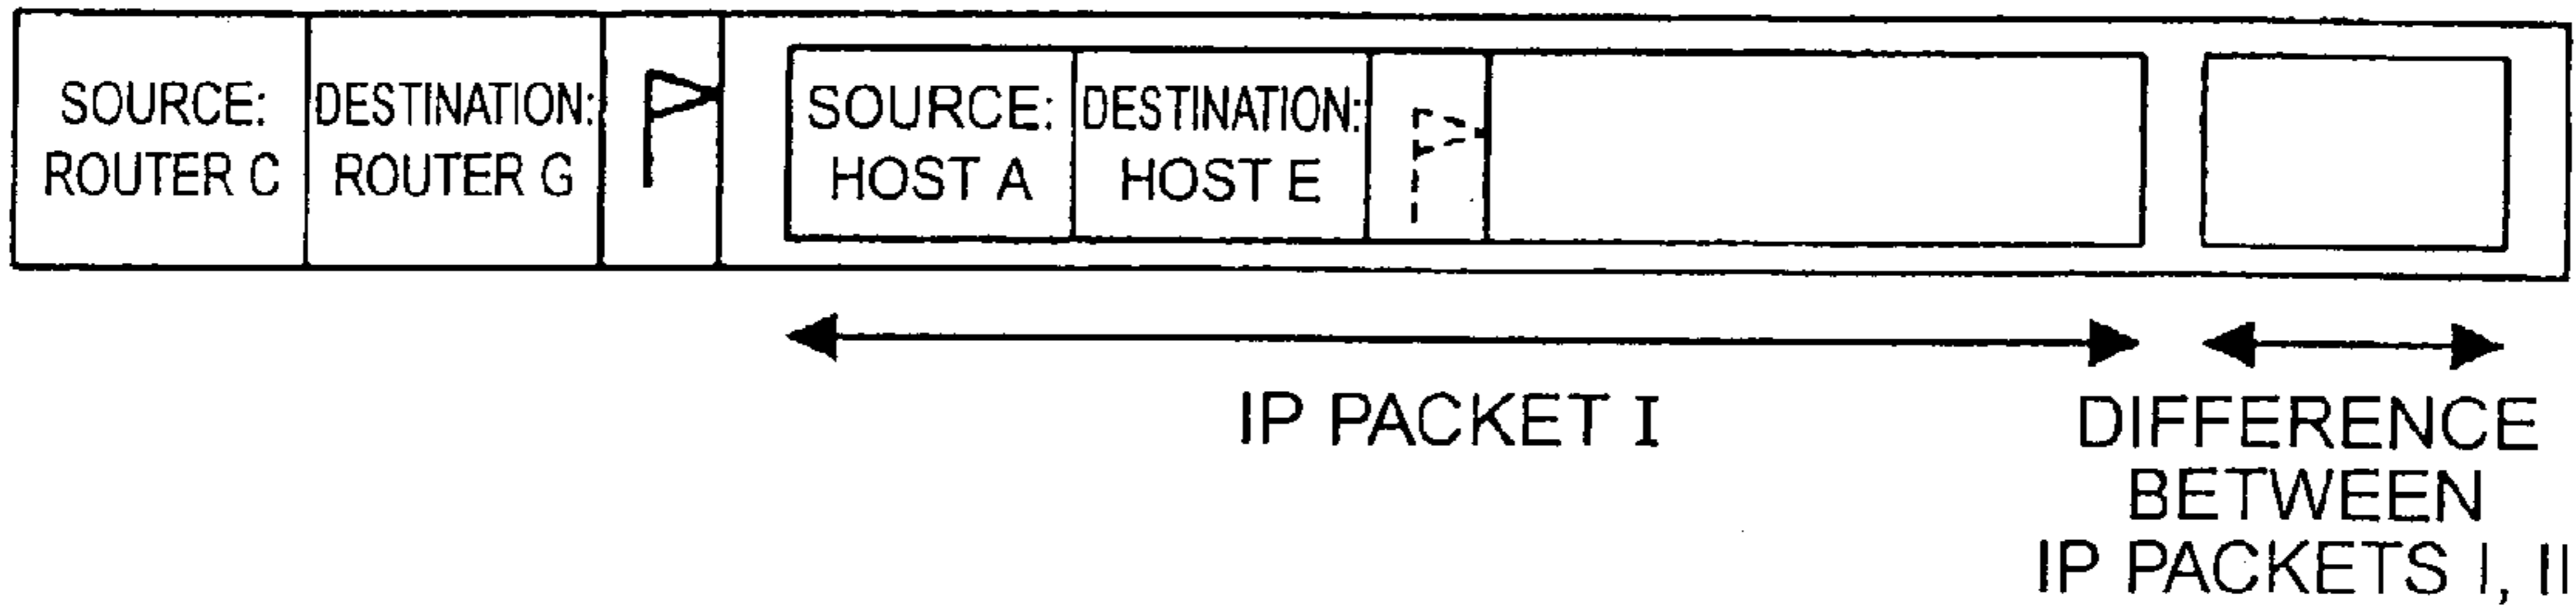 SOURCE:
ROUTER C
DESTINATION:
ROUTER G
SOURCE:
HOST A
DESTINATION:
HOST E
IP PACKET I
DIFFERENCE
BETWEEN
IP PACKETS I, II